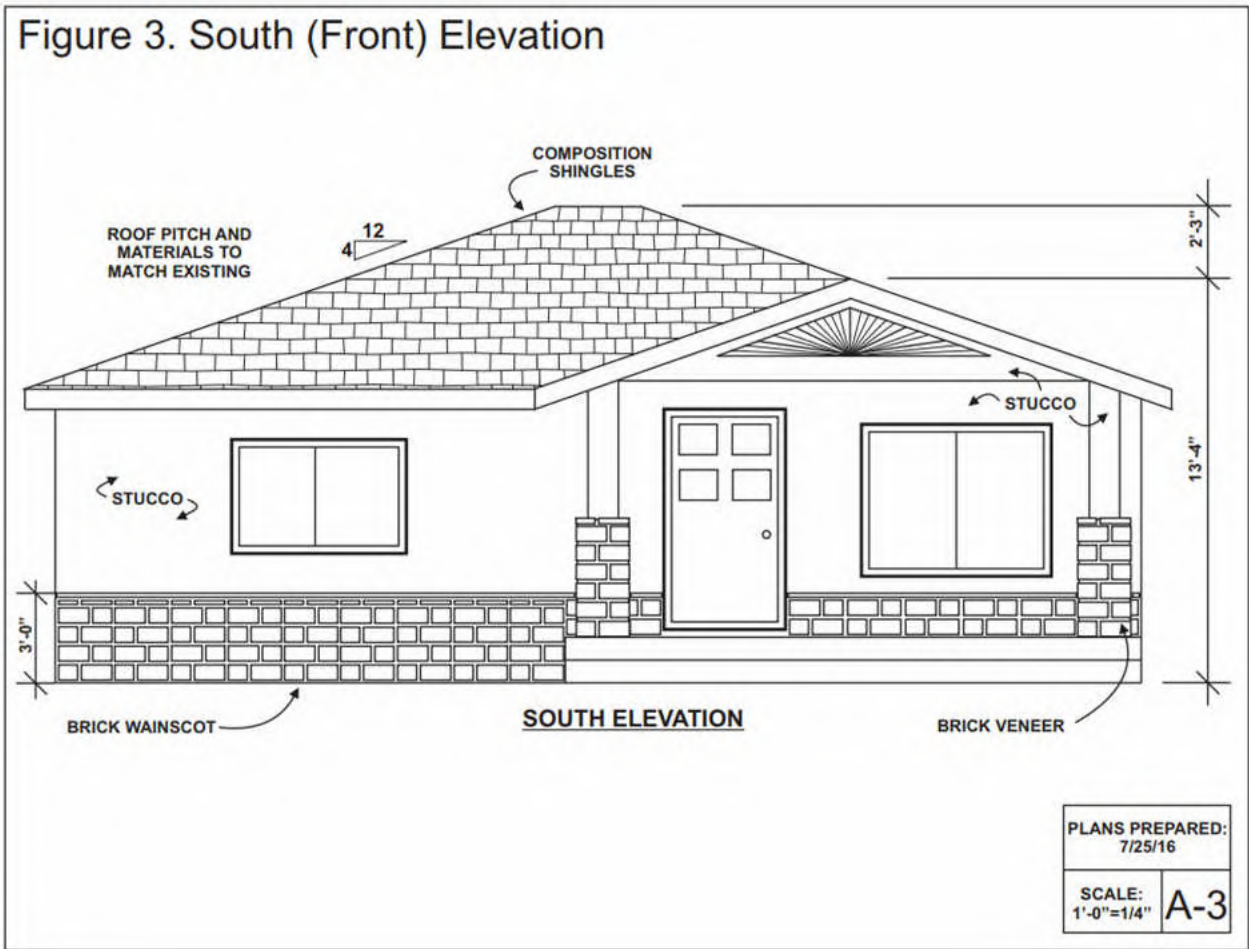 Figure 3. South (Front) Elevation
COMPOSITION
SHINGLES
ROOF PITCH AND
MATERIALS TO
MATCH EXISTING
12
4
2'-3"
STUCCO
13'-4"
STUCCO
3'-0"
BRICK WAINSCOT
SOUTH ELEVATION
BRICK VENEER
PLANS PREPARED:
7/25/16
SCALE:
1'-0"=1/4"
A-3